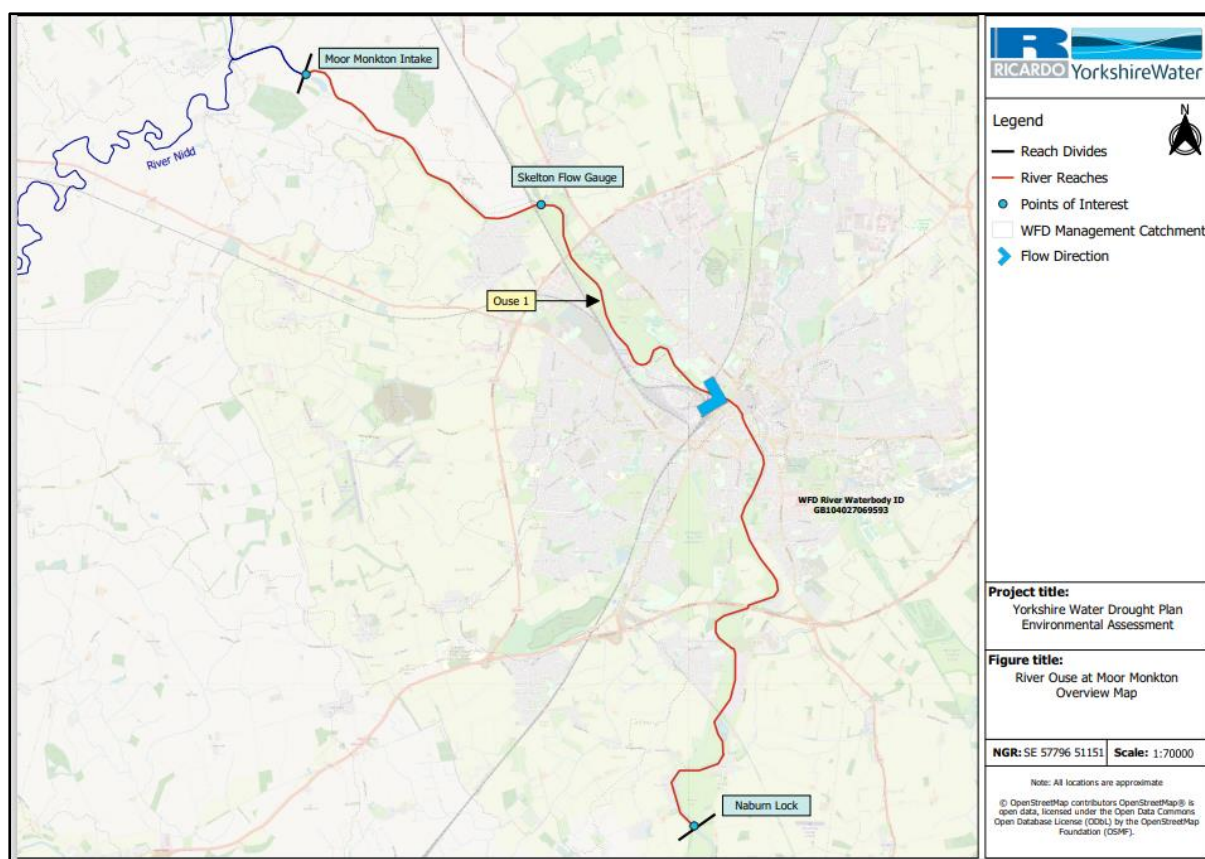 Moor Monkton Intake
River Nidd
Skelton Flow Gauge
Ouse 1
WFD River Waterbody ID
GB104027069593
Naburn Lock
R
RICARDO
YorkshireWater
Legend
N
Reach Divides
River Reaches
Points of Interest
WFD Management Catchment
Flow Direction
Project title:
Yorkshire Water Drought Plan
Environmental Assessment
Figure title:
River Ouse at Moor Monkton
Overview Map
NGR: SE 57796 51151 Scale: 1:70000
Note: All locations are approximate
© OpenStreetMap contributors OpenStreetMap® is
open data, licensed under the Open Data Commons
Open Database License (ODbL) by the OpenStreetMap
Foundation (OSMF).